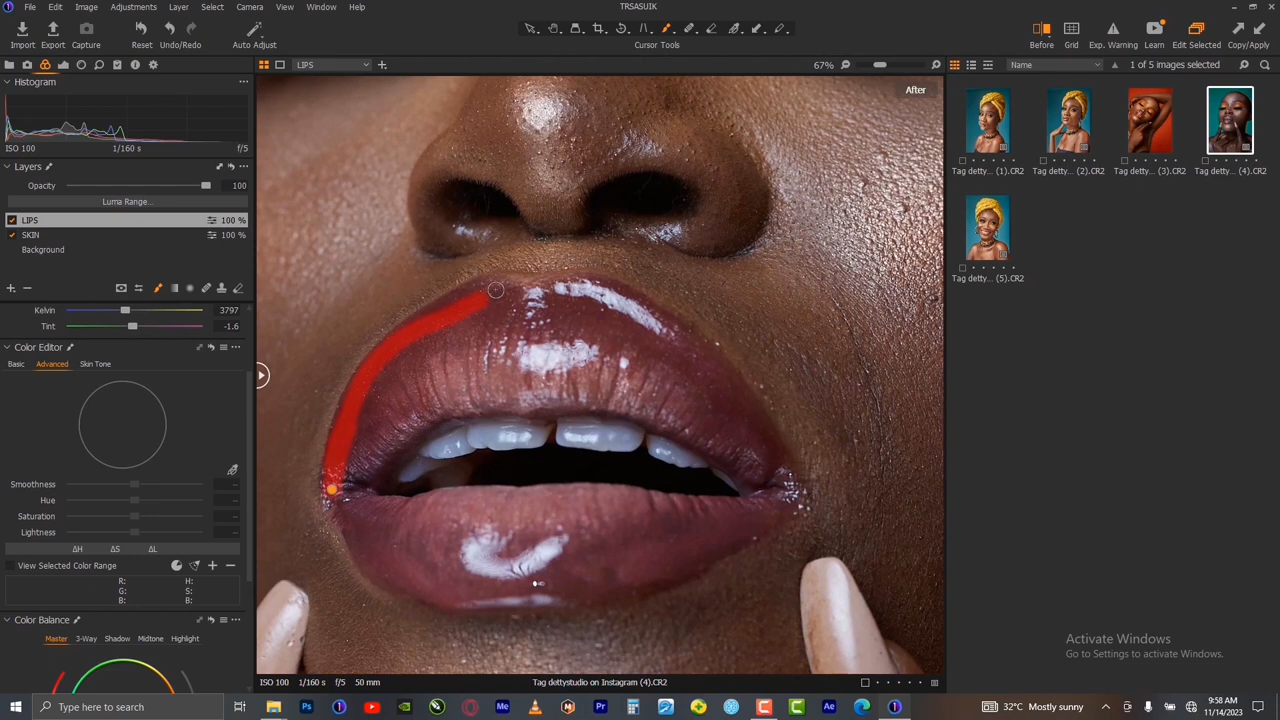 TRSASUIK
File Edit Image Adjustments Layer Select Camera View Window Help
Import Export Capture Reset Undo/Redo Auto Adjust Cursor Tools Before Grid Exp. Warning Learn Edit Selected Copy/Apply
LIPS 67% Name 1 of 5 images selected
Histogram
After
ISO 100 1/160 s f/5
Layers
Opacity 100
Luma Range...
LIPS 100 %
SKIN 100 %
Background
Kelvin 3797
Tint -1.6
Color Editor
Basic Advanced Skin Tone
Smoothness
Hue
Saturation
Lightness
ΔH ΔS ΔL
View Selected Color Range
R: H:
G: S:
B: B:
Color Balance
Master 3-Way Shadow Midtone Highlight
Tag detty... (1).CR2 Tag detty... (2).CR2 Tag detty... (3).CR2 Tag detty... (4).CR2
Tag detty... (5).CR2
ISO 100 1/160 s f/5 50 mm Tag dettystudio on Instagram (4).CR2
Activate Windows
Go to Settings to activate Windows.
Type here to search
Ps Me Pr Ae
32°C Mostly sunny
9:58 AM
11/14/2023